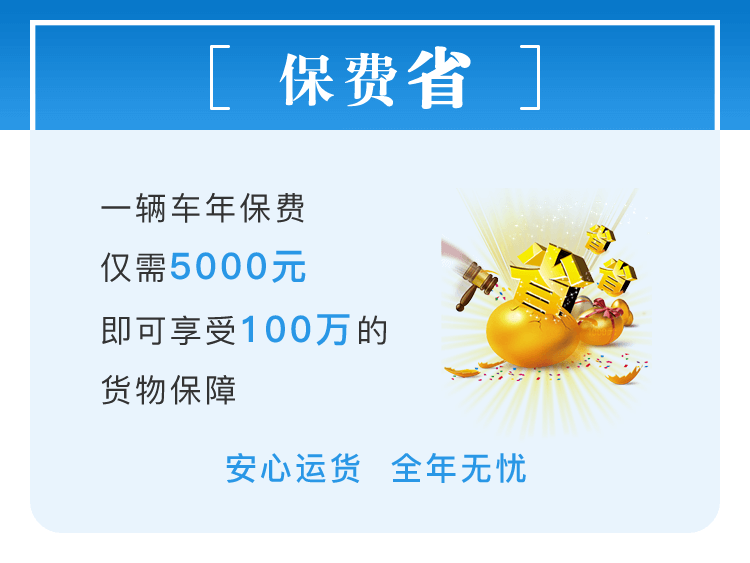 保费省
一辆车年保费
仅需5000元
即可享受100万的
货物保障
省
省
省
安心运货 全年无忧